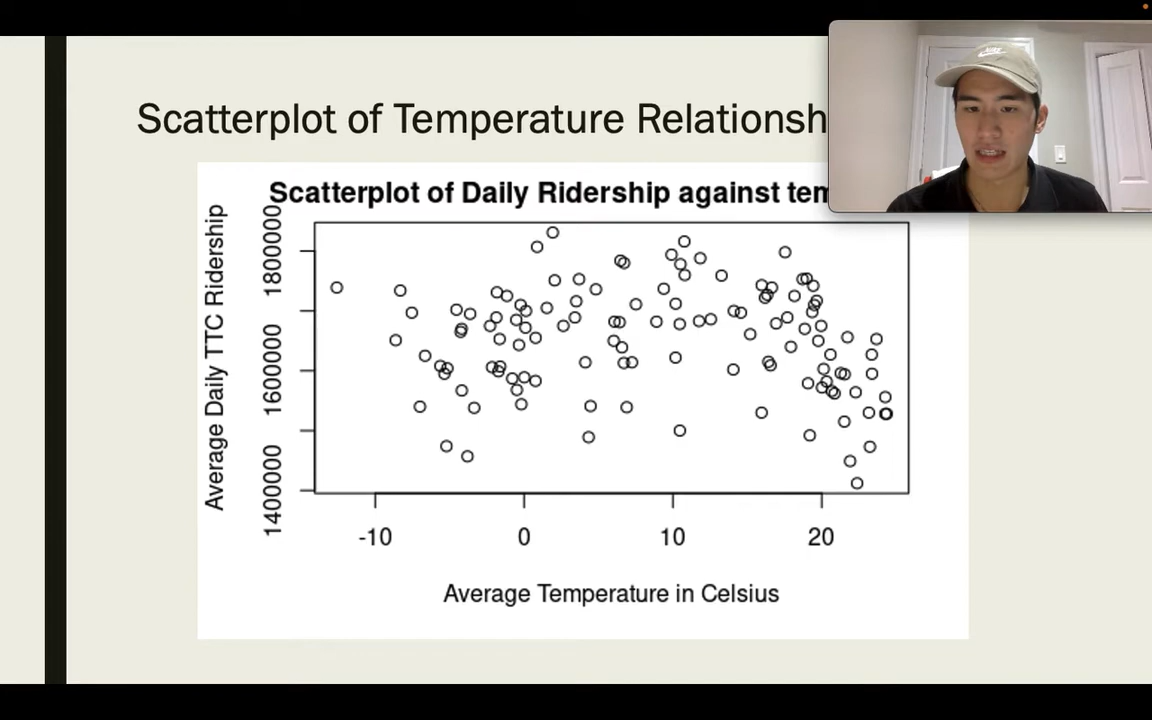 Scatterplot of Temperature Relationsh
Scatterplot of Daily Ridership against tem
Average Daily TTC Ridership
1800000
1600000
1400000
-10 0 10 20
Average Temperature in Celsius